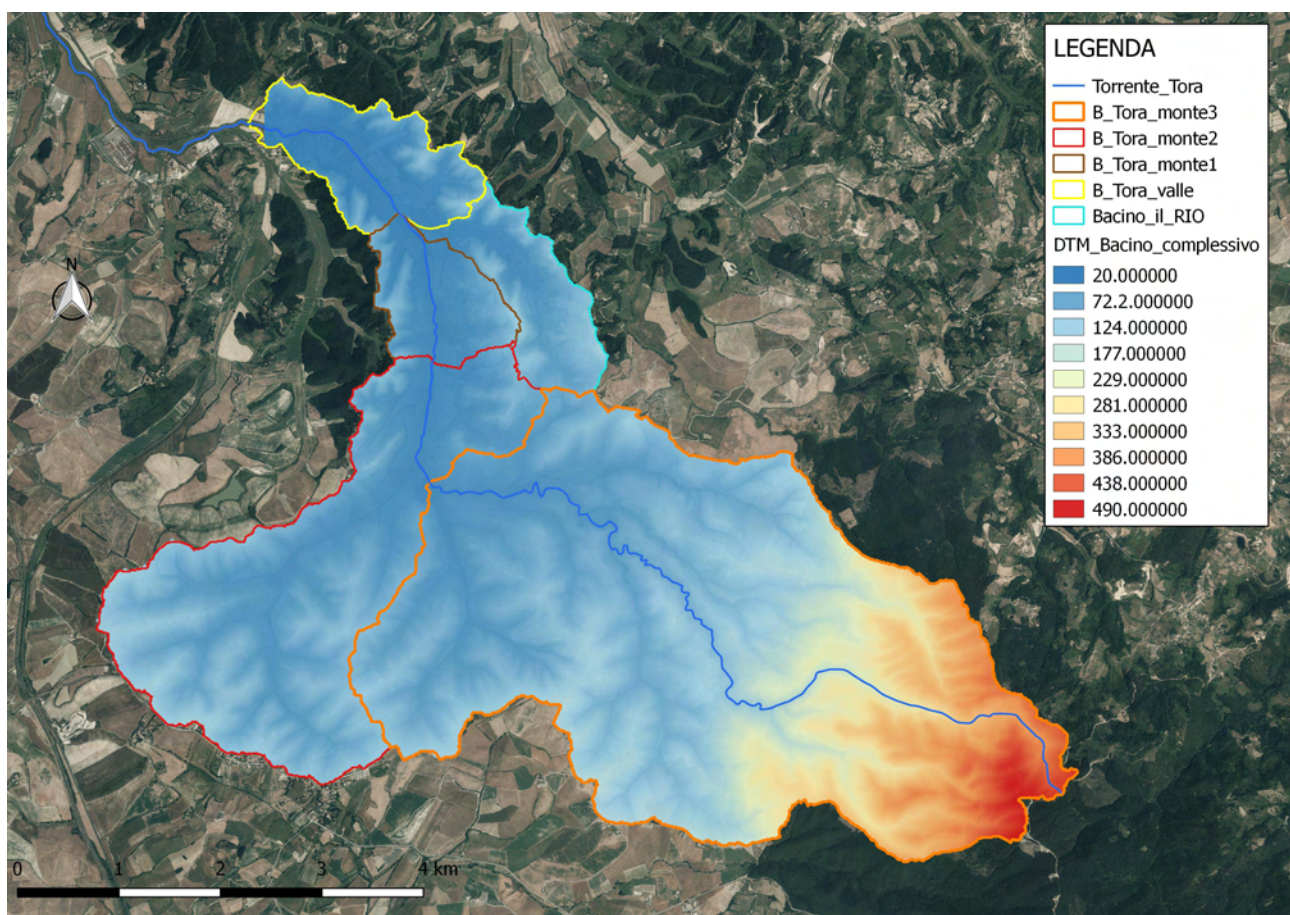 LEGENDA
Torrente_Tora
B_Tora_monte3
B_Tora_monte2
B_Tora_monte1
B_Tora_valle
Bacino_il_RIO
DTM_Bacino_complessivo
20.000000
72.2.000000
124.000000
177.000000
229.000000
281.000000
333.000000
386.000000
438.000000
490.000000
N
0 1 2 3 4 km